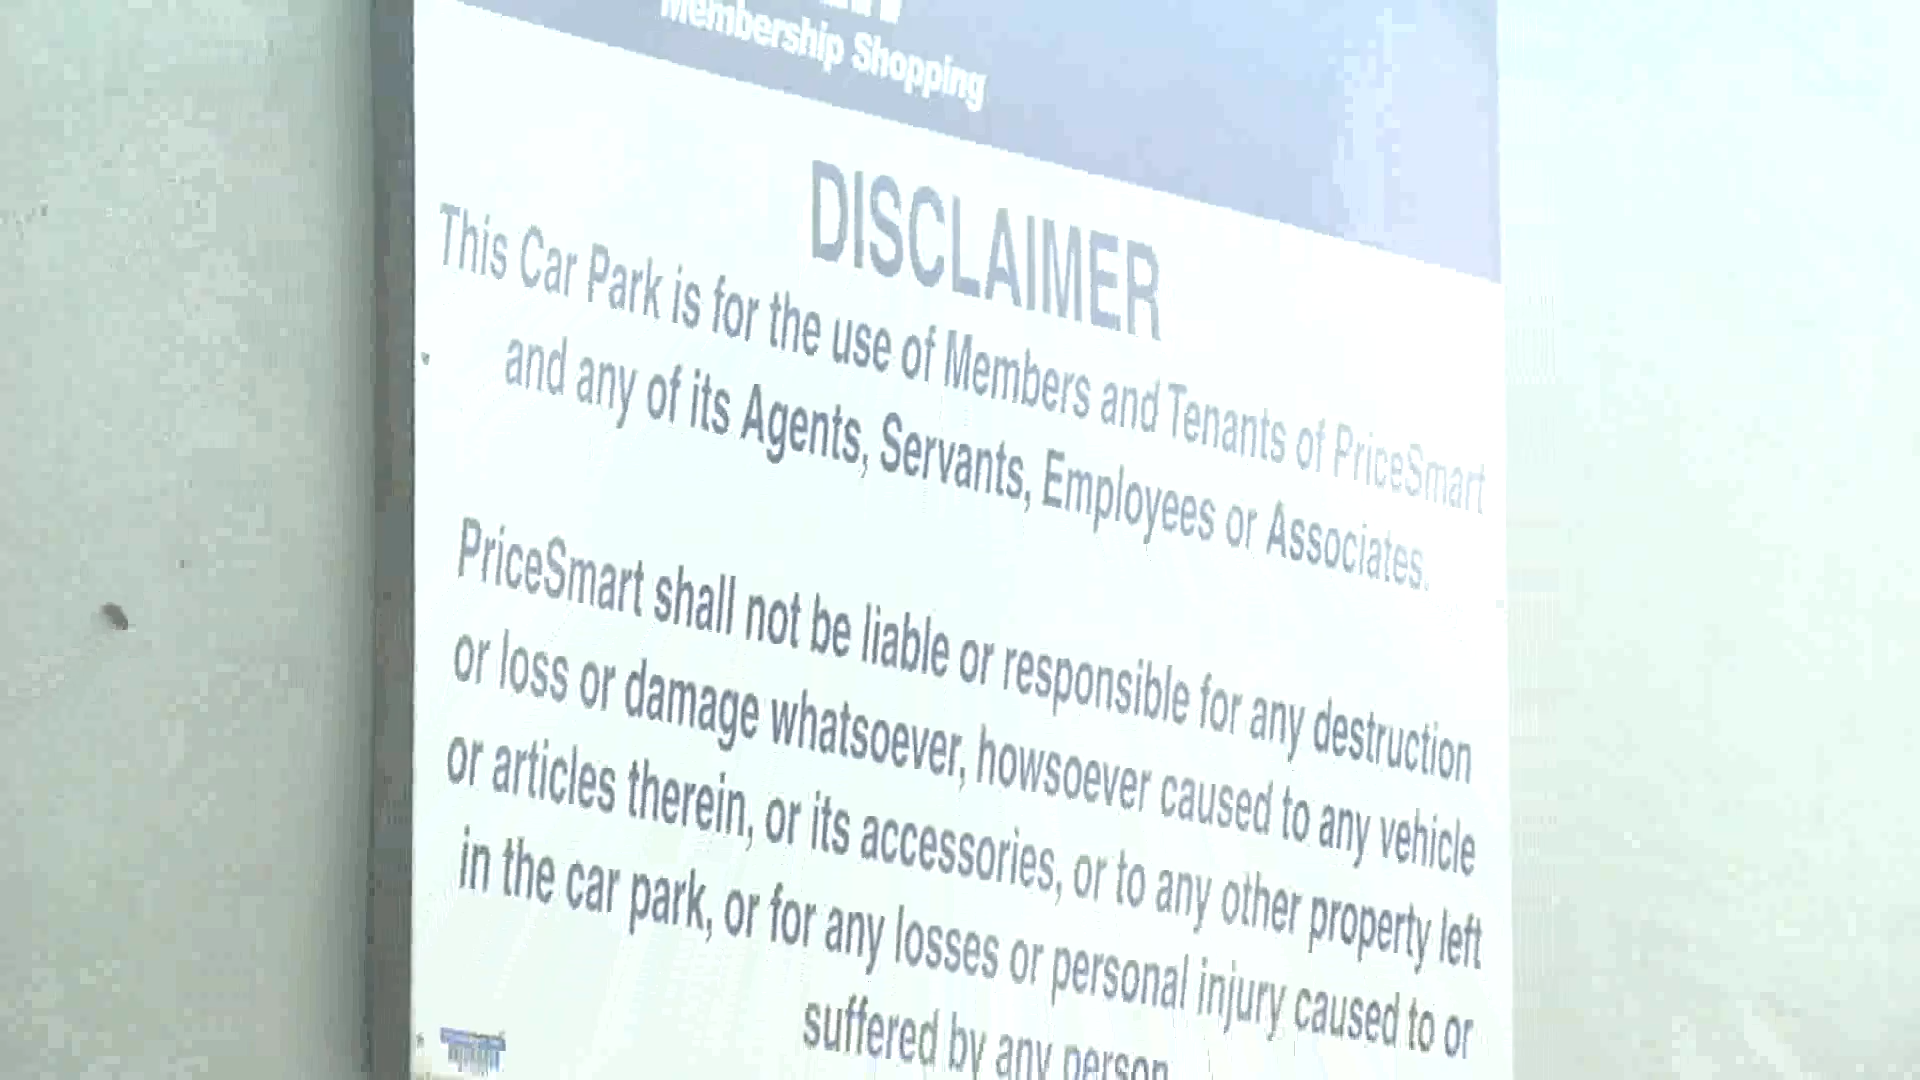 Membership Shopping
DISCLAIMER
This Car Park is for the use of Members and Tenants of PriceSmart
and any of its Agents, Servants, Employees or Associates.
PriceSmart shall not be liable or responsible for any destruction
or loss or damage whatsoever, howsoever caused to any vehicle
or articles therein, or its accessories, or to any other property left
in the car park, or for any losses or personal injury caused to or
suffered by any person